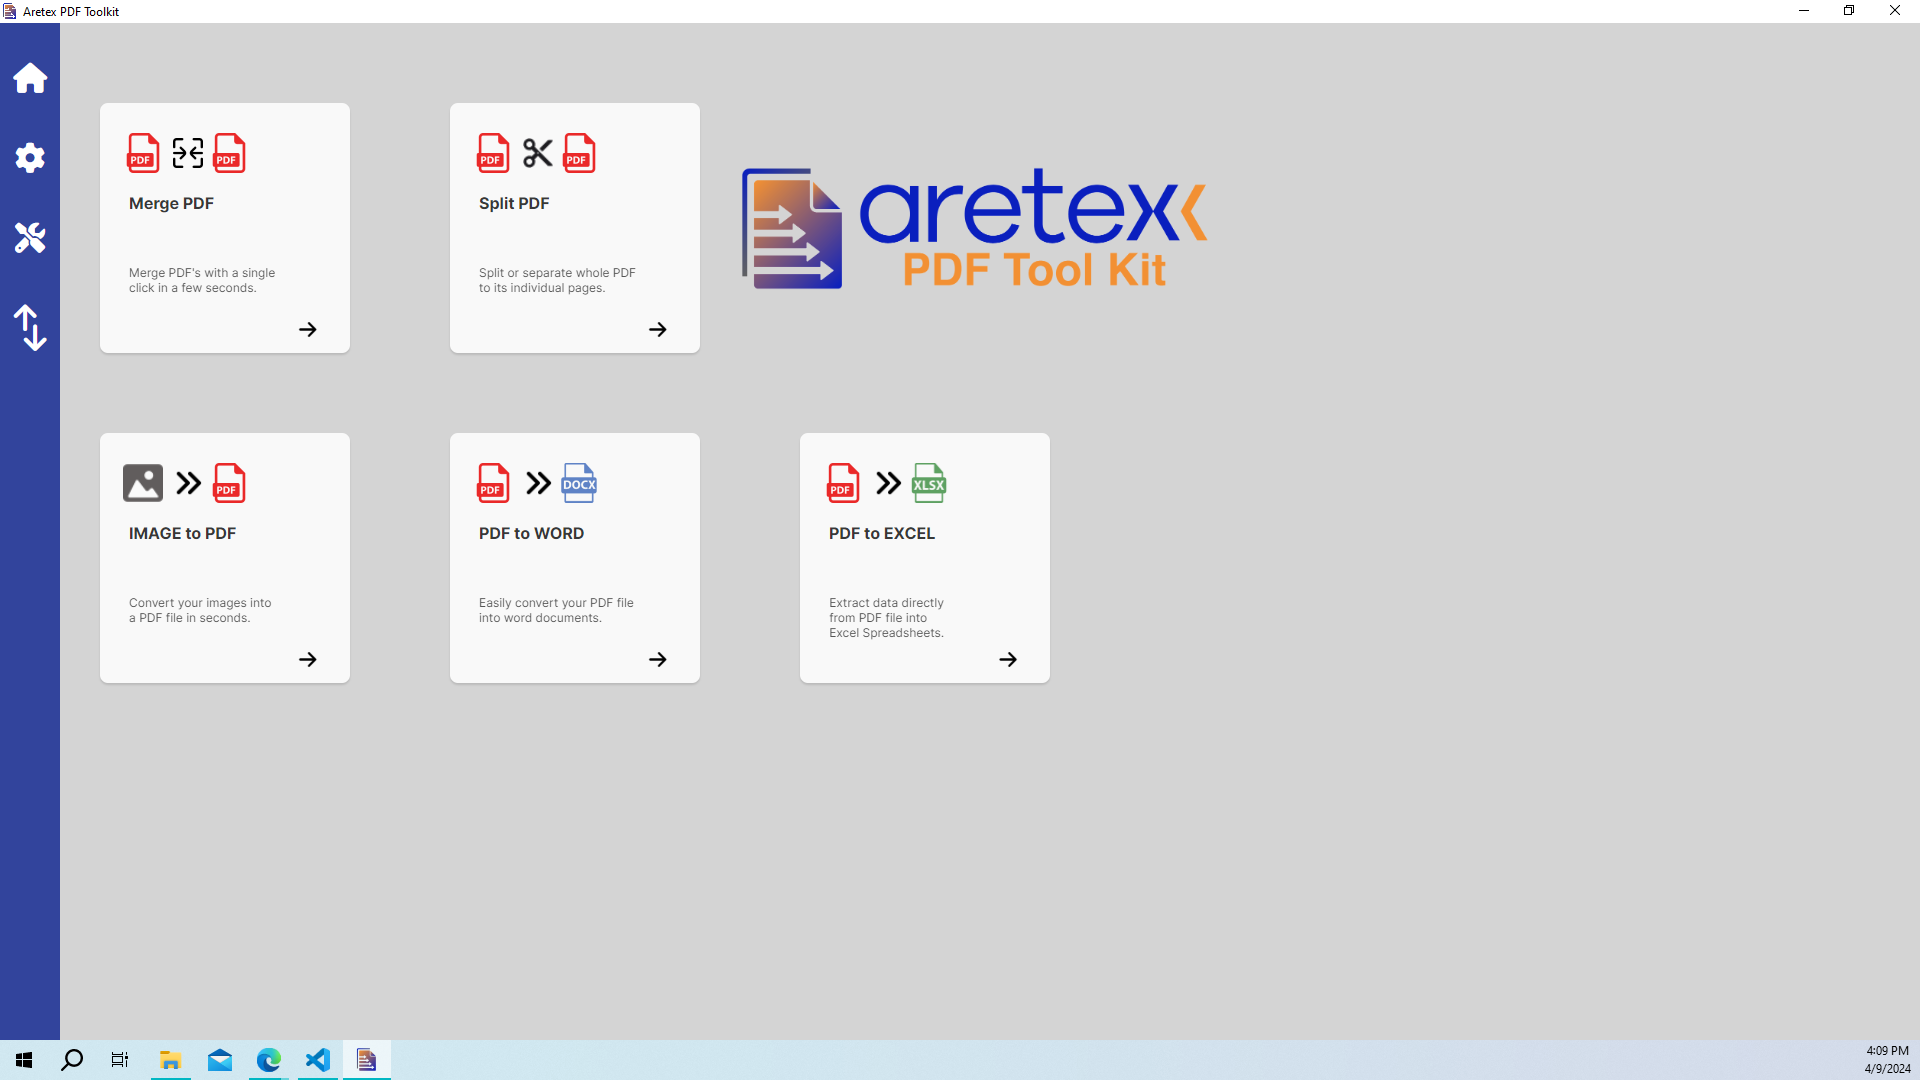 Aretex PDF Toolkit
PDF PDF
Merge PDF
Merge PDF's with a single
click in a few seconds.
PDF PDF
Split PDF
Split or separate whole PDF
to its individual pages.
aretex
PDF Tool Kit
PDF
IMAGE to PDF
Convert your images into
a PDF file in seconds.
PDF DOCX
PDF to WORD
Easily convert your PDF file
into word documents.
PDF XLSX
PDF to EXCEL
Extract data directly
from PDF file into
Excel Spreadsheets.
4:09 PM
4/9/2024